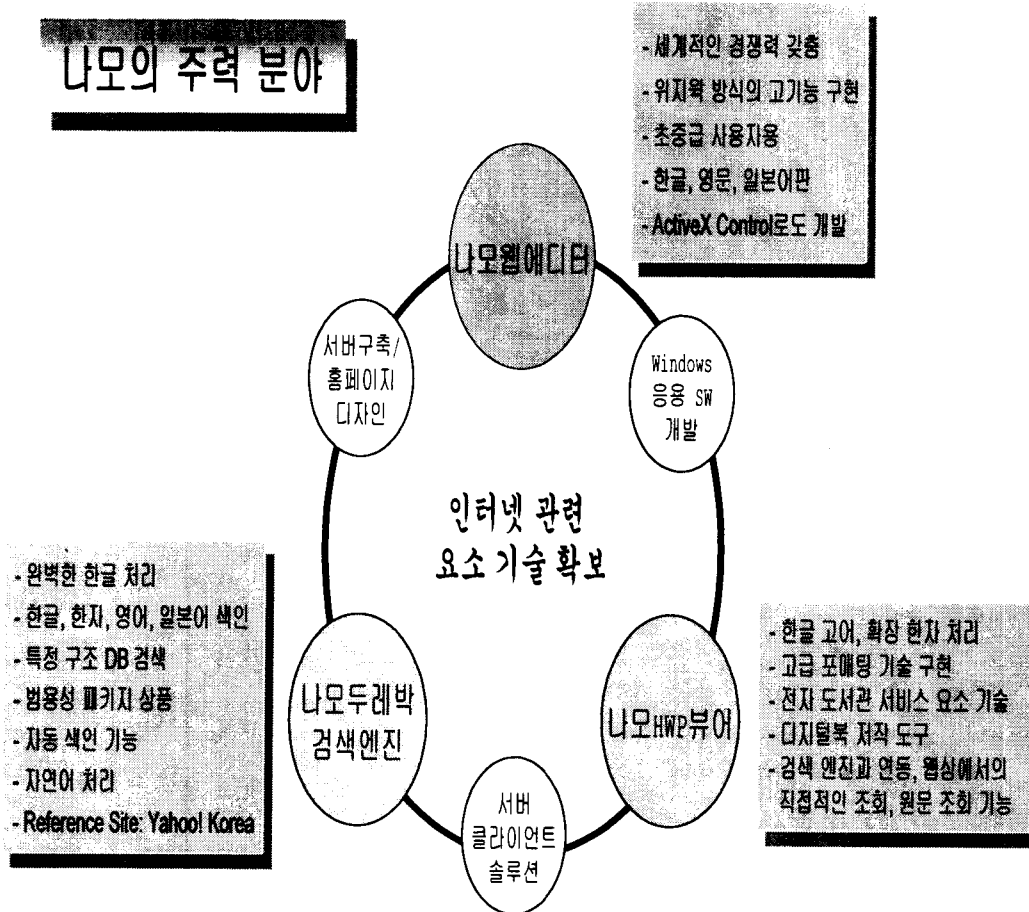 나모의 주력 분야
- 세계적인 경쟁력 갖춤
- 위지윅 방식의 고기능 구현
- 초중급 사용자용
- 한글, 영문, 일본어판
- ActiveX Control로도 개발
나모웹에디터
서버구축/
홈페이지
디자인
Windows
응용 SW
개발
인터넷 관련
요소 기술 확보
- 완벽한 한글 처리
- 한글, 한자, 영어, 일본어 색인
- 특정 구조 DB 검색
- 범용성 패키지 상품
- 자동 색인 기능
- 자연어 처리
- Reference Site: Yahoo! Korea
나모두레박
검색엔진
나모HWP뷰어
- 한글 고어, 확장 한자 처리
- 고급 포매팅 기술 구현
- 전자 도서관 서비스 요소 기술
- 디지털북 저작 도구
- 검색 엔진과 연동, 웹상에서의
직접적인 조회, 원문 조회 기능
서버
클라이언트
솔루션